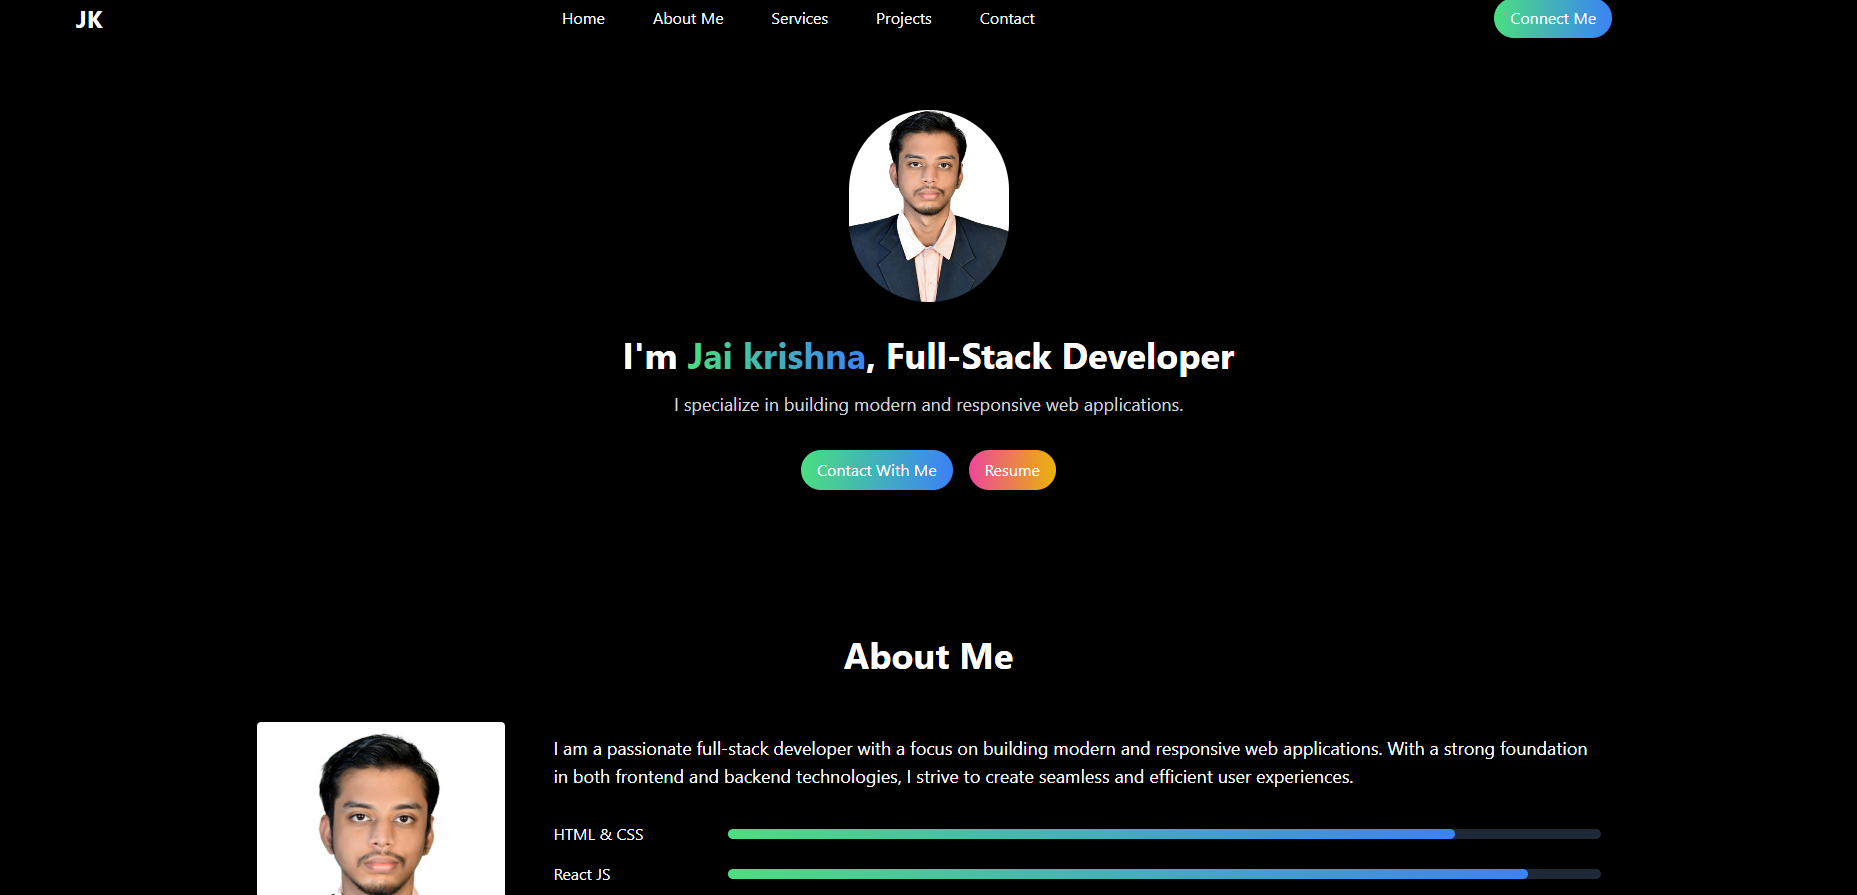 JK
Home
About Me
Services
Projects
Contact
Connect Me
I'm Jai krishna, Full-Stack Developer
I specialize in building modern and responsive web applications.
Contact With Me
Resume
About Me
I am a passionate full-stack developer with a focus on building modern and responsive web applications. With a strong foundation
in both frontend and backend technologies, I strive to create seamless and efficient user experiences.
HTML & CSS
React JS